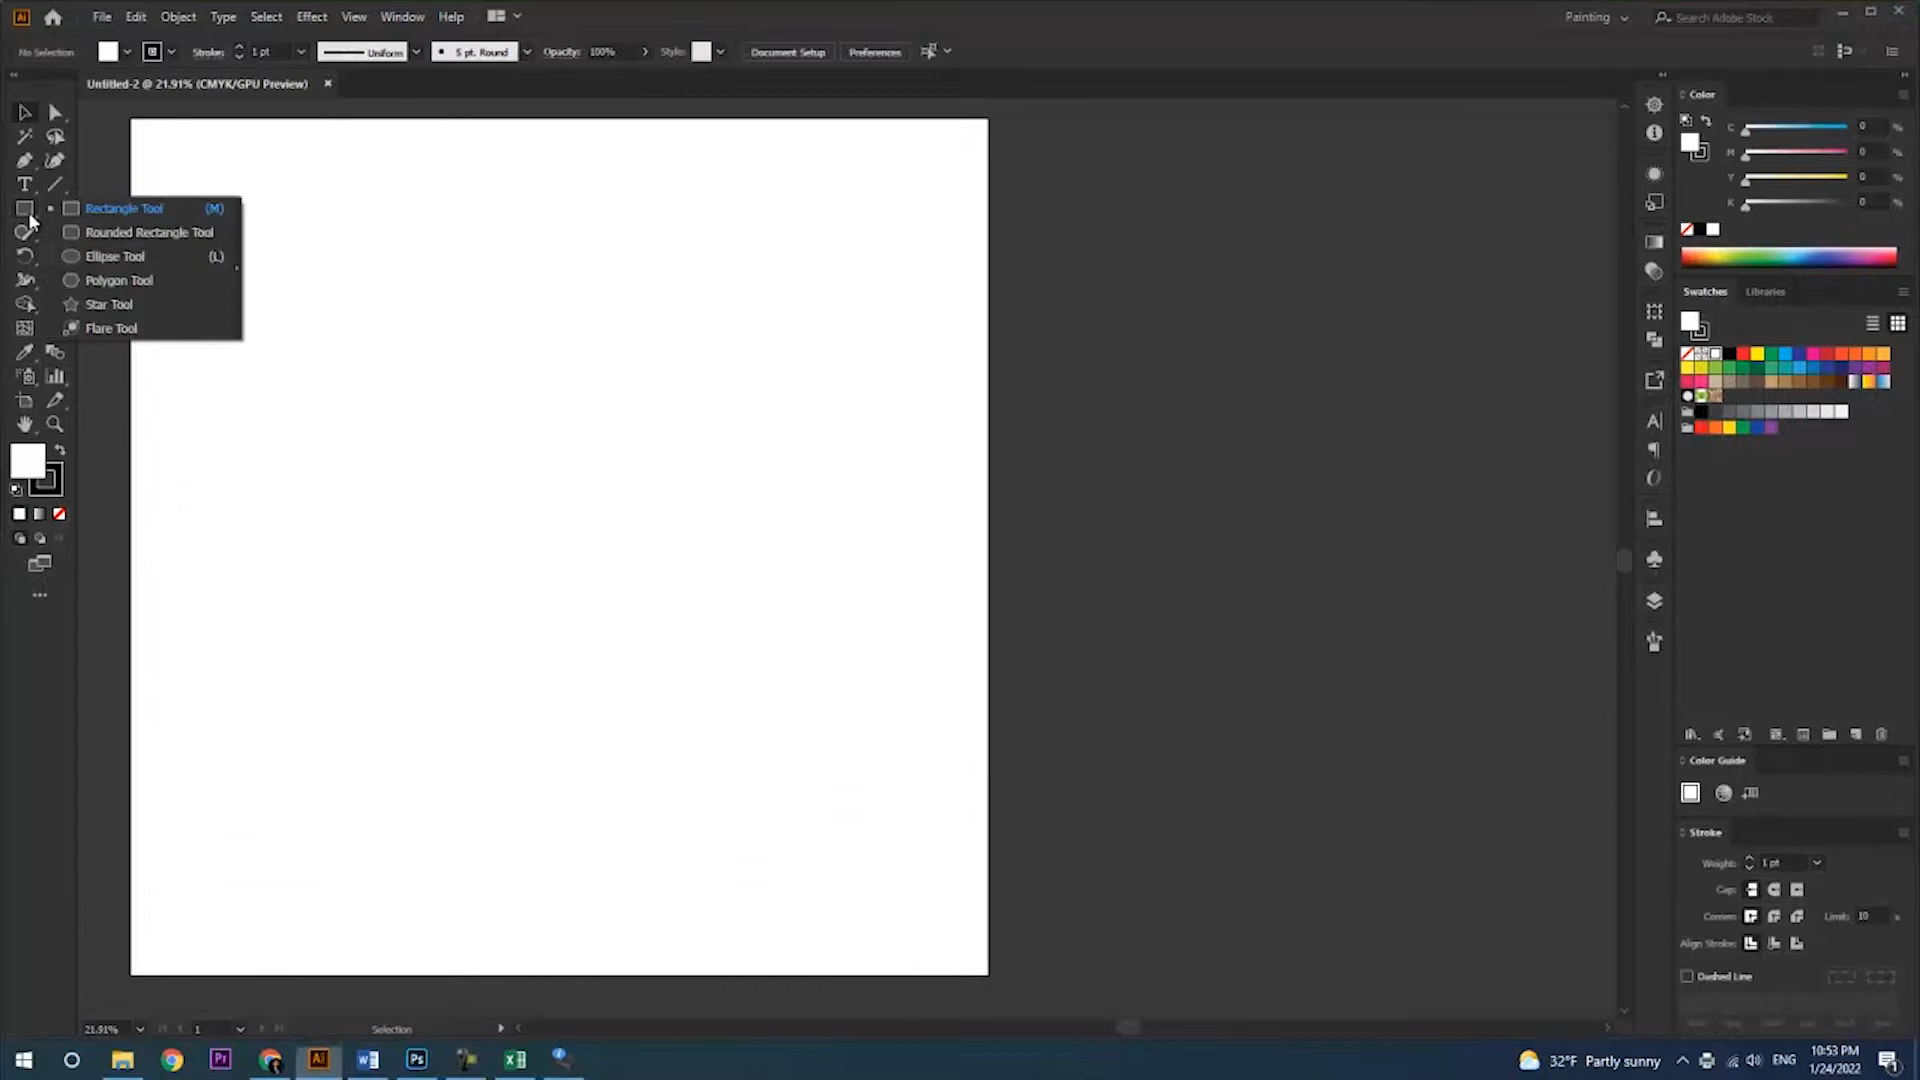 Ai File Edit Object Type Select Effect View Window Help Painting Search Adobe Stock
No Selection Stroke: 1 pt Uniform 5 pt. Round Opacity: 100% Style: Document Setup Preferences
Untitled-2 @ 21.91% (CMYK/GPU Preview) ×
Rectangle Tool (M)
Rounded Rectangle Tool
Ellipse Tool (L)
Polygon Tool
Star Tool
Flare Tool
Color
C 0 %
M 0 %
Y 0 %
K 0 %
Swatches Libraries
Color Guide
Stroke
Weight: 1 pt
Cap:
Corner: Limit: 10 x
Align Stroke:
Dashed Line
21.91% 1 Selection
Pr Ai Ps 32°F Partly sunny ENG 10:53 PM
1/24/2022